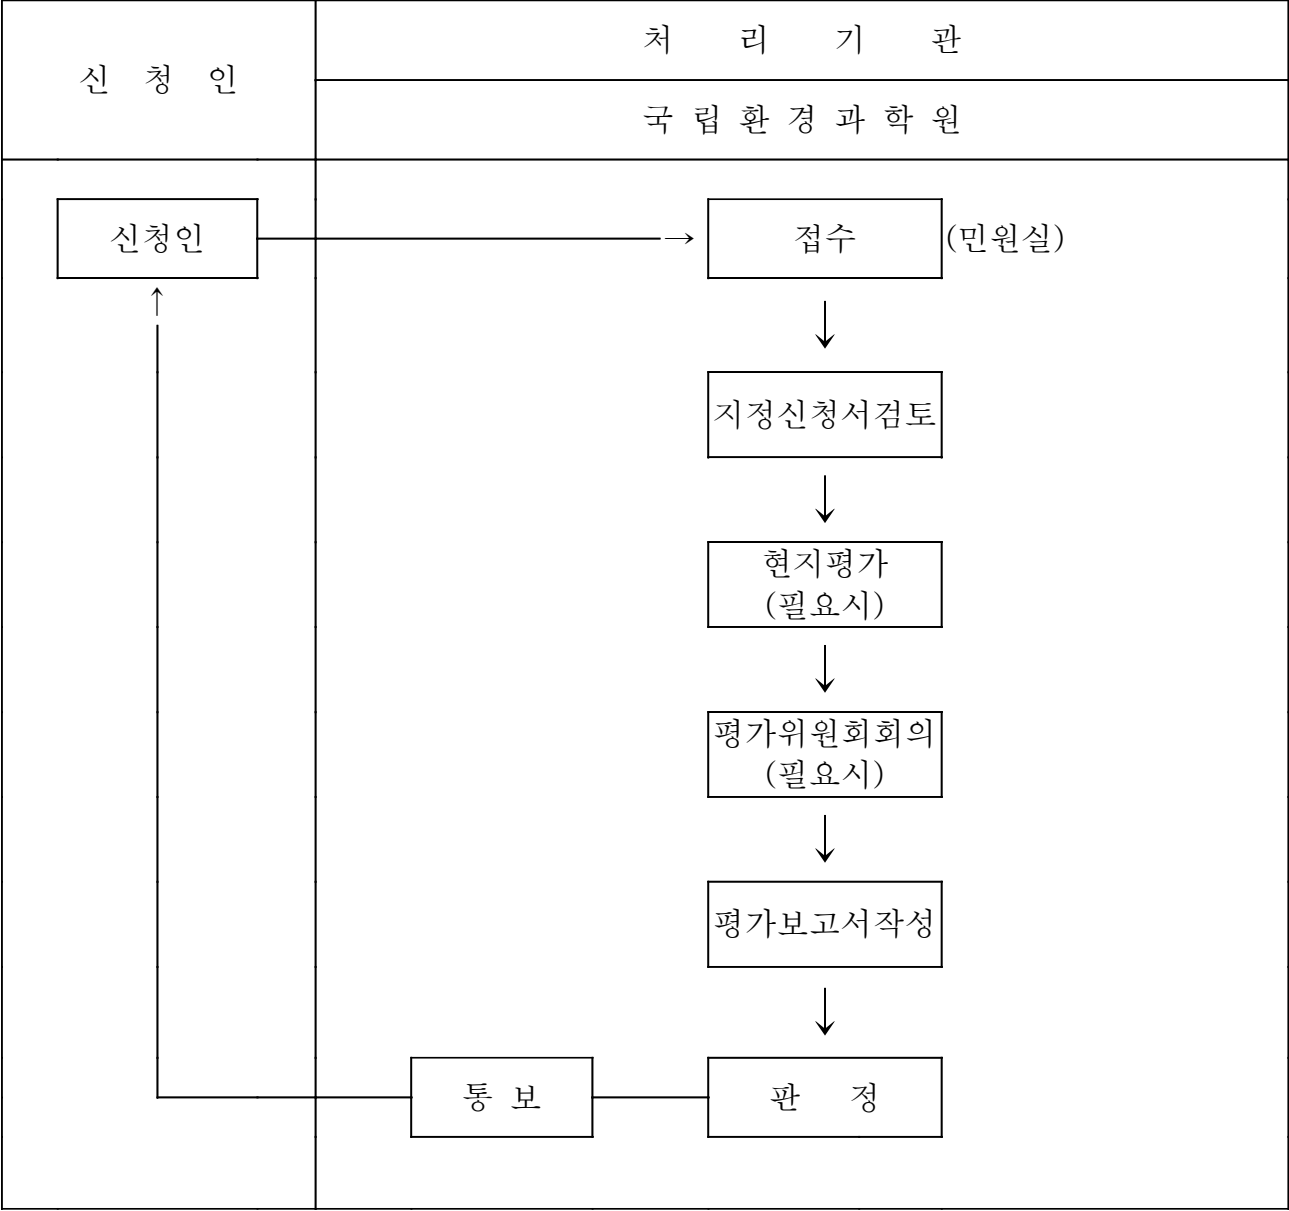 신 청 인
처 리 기 관
국 립 환 경 과 학 원
신청인
접수
(민원실)
지정신청서검토
현지평가
(필요시)
평가위원회회의
(필요시)
평가보고서작성
통 보
판 정